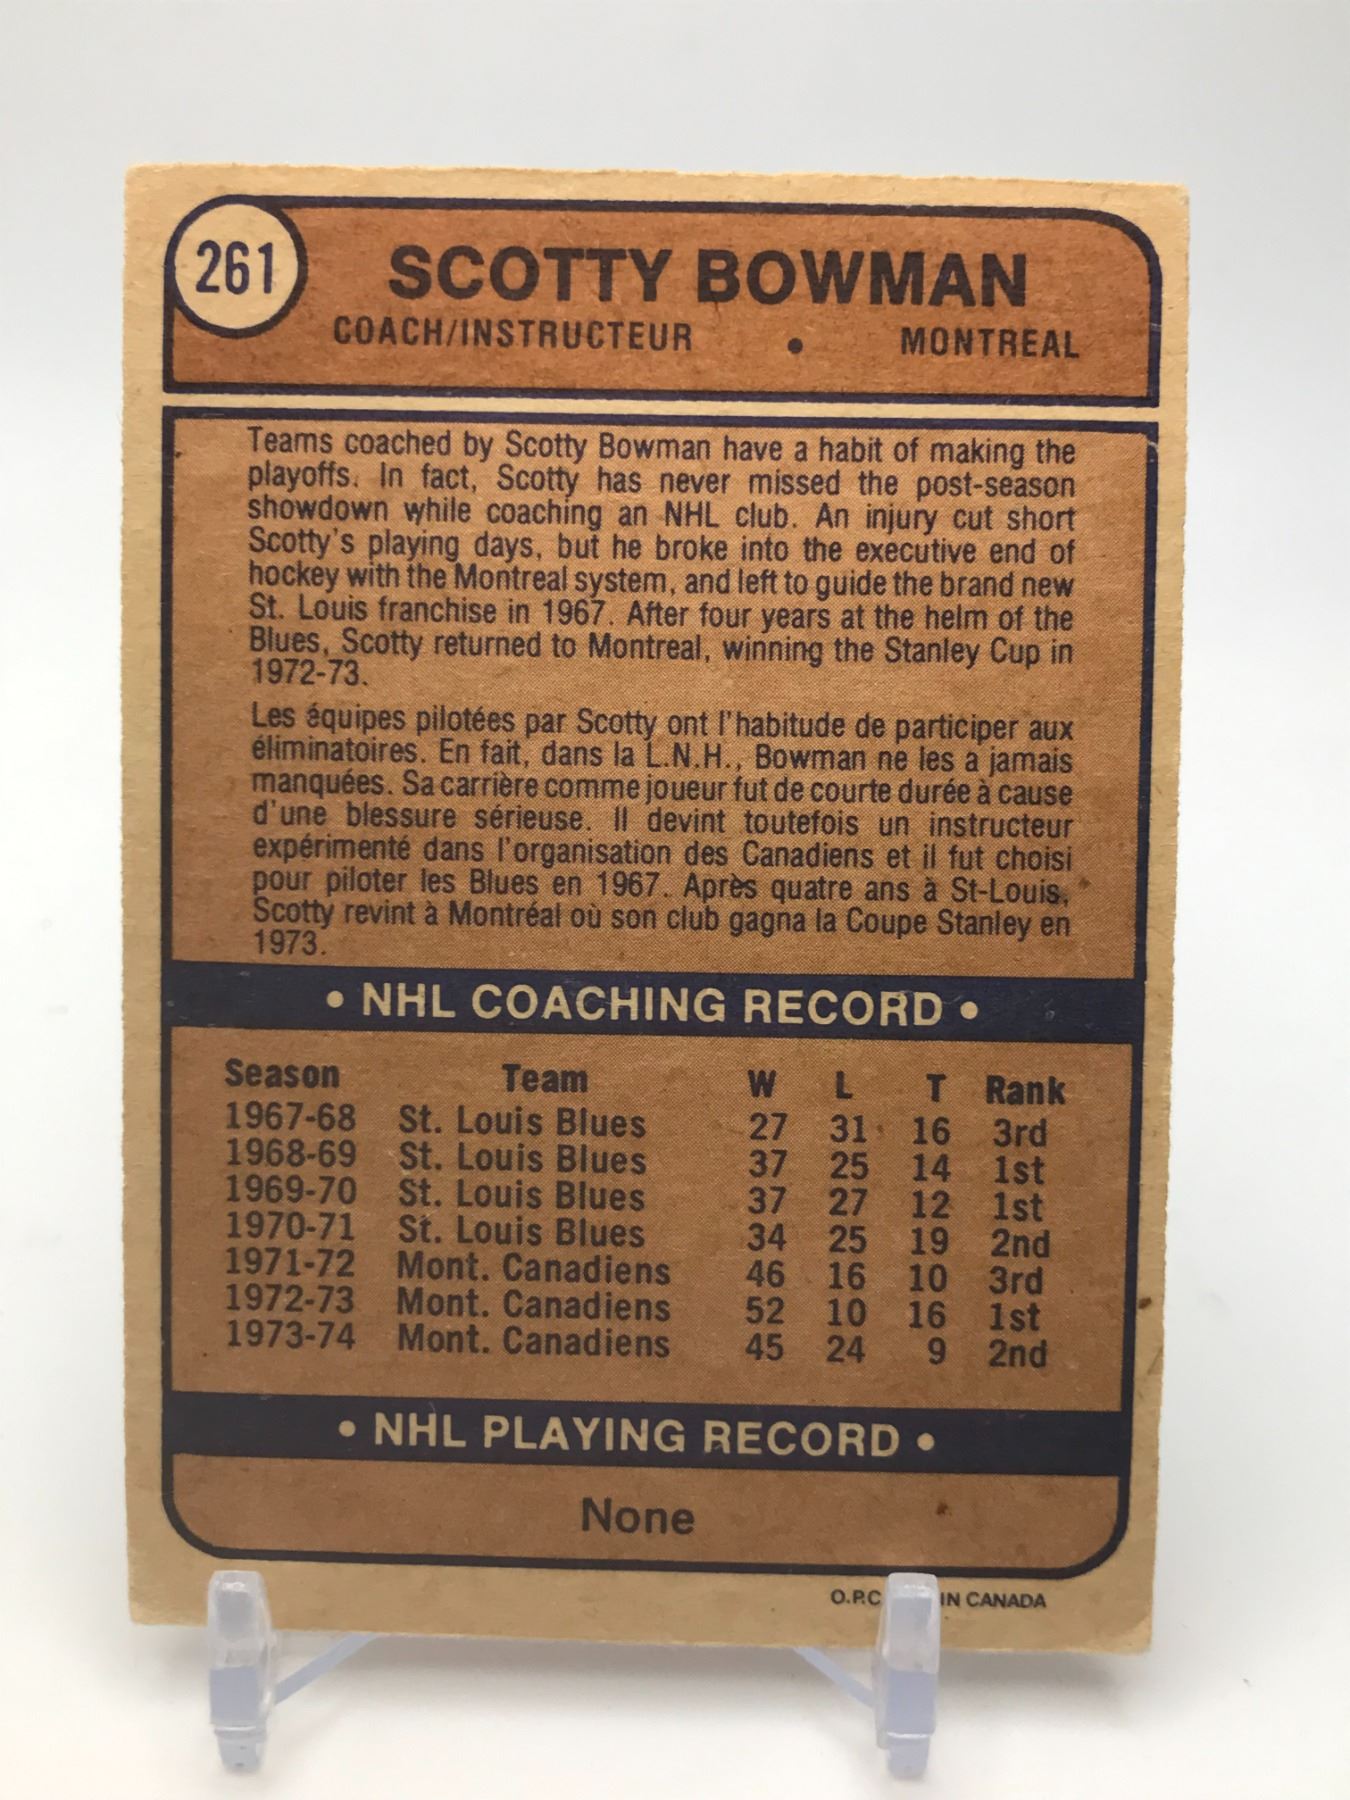 261
SCOTTY BOWMAN
COACH/INSTRUCTEUR • MONTREAL
Teams coached by Scotty Bowman have a habit of making the
playoffs. In fact, Scotty has never missed the post-season
showdown while coaching an NHL club. An injury cut short
Scotty's playing days, but he broke into the executive end of
hockey with the Montreal system, and left to guide the brand new
St. Louis franchise in 1967. After four years at the helm of the
Blues, Scotty returned to Montreal, winning the Stanley Cup in
1972-73.
Les équipes pilotées par Scotty ont l'habitude de participer aux
éliminatoires. En fait, dans la L.N.H., Bowman ne les a jamais
manquées. Sa carrière comme joueur fut de courte durée à cause
d'une blessure sérieuse. Il devint toutefois un instructeur
expérimenté dans l'organisation des Canadiens et il fut choisi
pour piloter les Blues en 1967. Après quatre ans à St-Louis,
Scotty revint à Montréal où son club gagna la Coupe Stanley en
1973.
• NHL COACHING RECORD •
Season Team W L T Rank
1967-68 St. Louis Blues 27 31 16 3rd
1968-69 St. Louis Blues 37 25 14 1st
1969-70 St. Louis Blues 37 27 12 1st
1970-71 St. Louis Blues 34 25 19 2nd
1971-72 Mont. Canadiens 46 16 10 3rd
1972-73 Mont. Canadiens 52 10 16 1st
1973-74 Mont. Canadiens 45 24 9 2nd
• NHL PLAYING RECORD •
None
O.P.C. IN CANADA